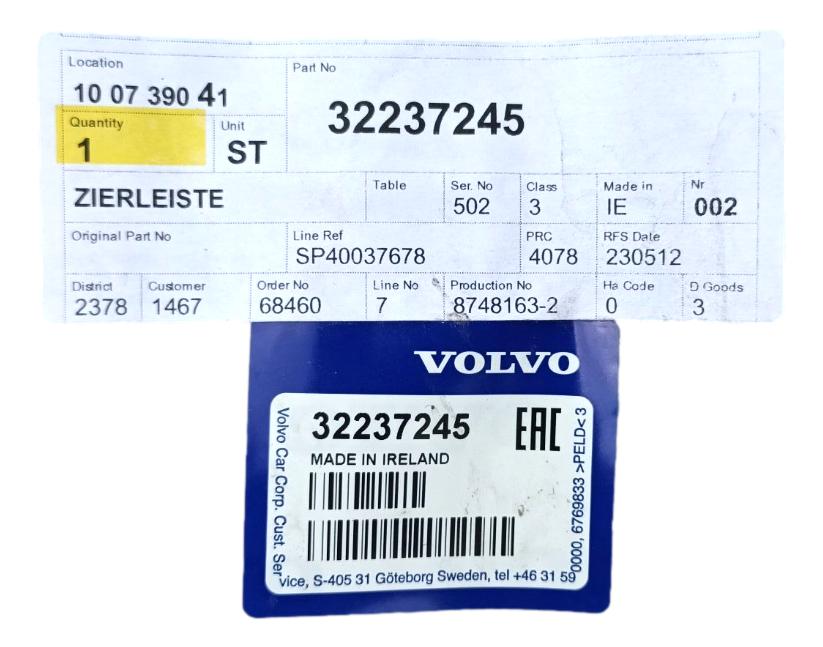 Location
10 07 390 41
Part No
32237245
Quantity
1
Unit
ST
ZIERLEISTE
Table
Ser. No
502
Class
3
Made in
IE
Nr
002
Original Part No
Line Ref
SP40037678
PRC
4078
RFS Date
230512
District
2378
Customer
1467
Order No
68460
Line No
7
Production No
8748163-2
Ha Code
0
D Goods
3
VOLVO
32237245
EAC
MADE IN IRELAND
Volvo Car Corp. Cust. Service, S-405 31 Göteborg Sweden, tel +46 31 590000, 6769833 >PELD< 3